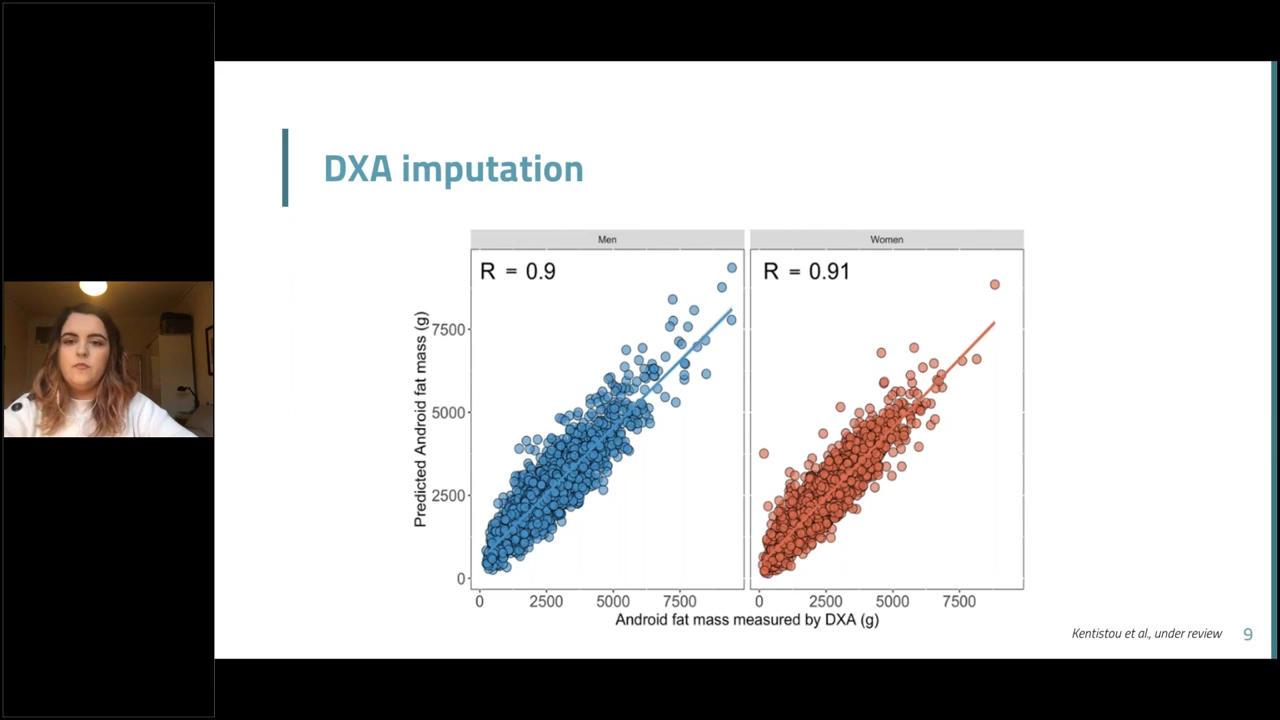 DXA imputation
Men
Women
R = 0.9
R = 0.91
Predicted Android fat mass (g)
7500
5000
2500
0
0 2500 5000 7500
0 2500 5000 7500
Android fat mass measured by DXA (g)
Kentistou et al., under review
9